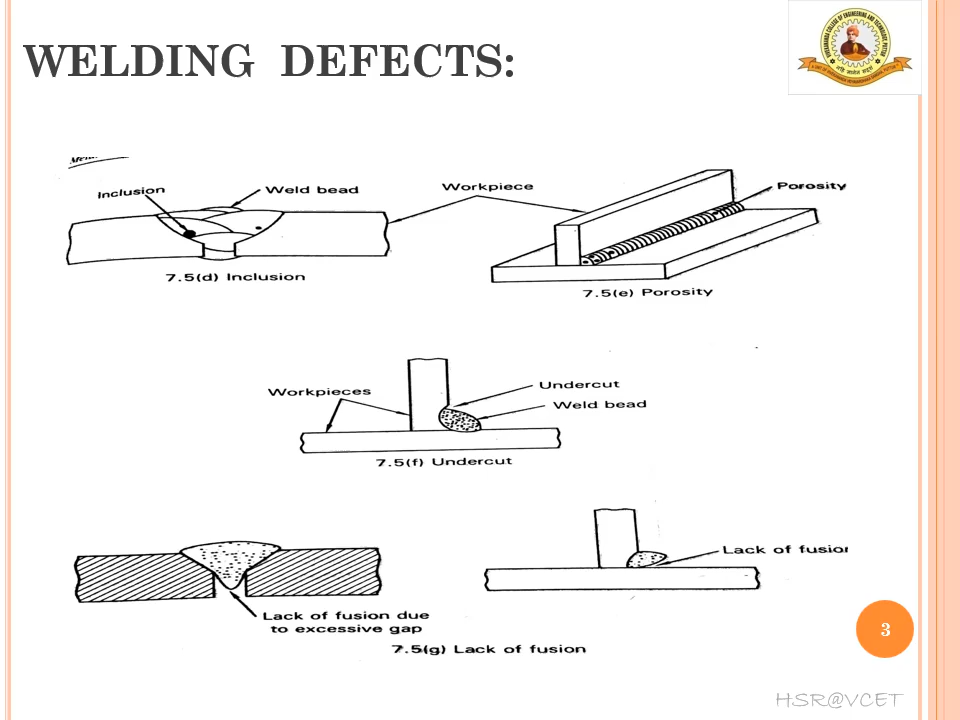 WELDING DEFECTS:
Inclusion
Weld bead
Workpiece
Porosity
7.5(d) Inclusion
7.5(e) Porosity
Workpieces
Undercut
Weld bead
7.5(f) Undercut
Lack of fusion
Lack of fusion due
to excessive gap
7.5(g) Lack of fusion
3
HSR@VCET